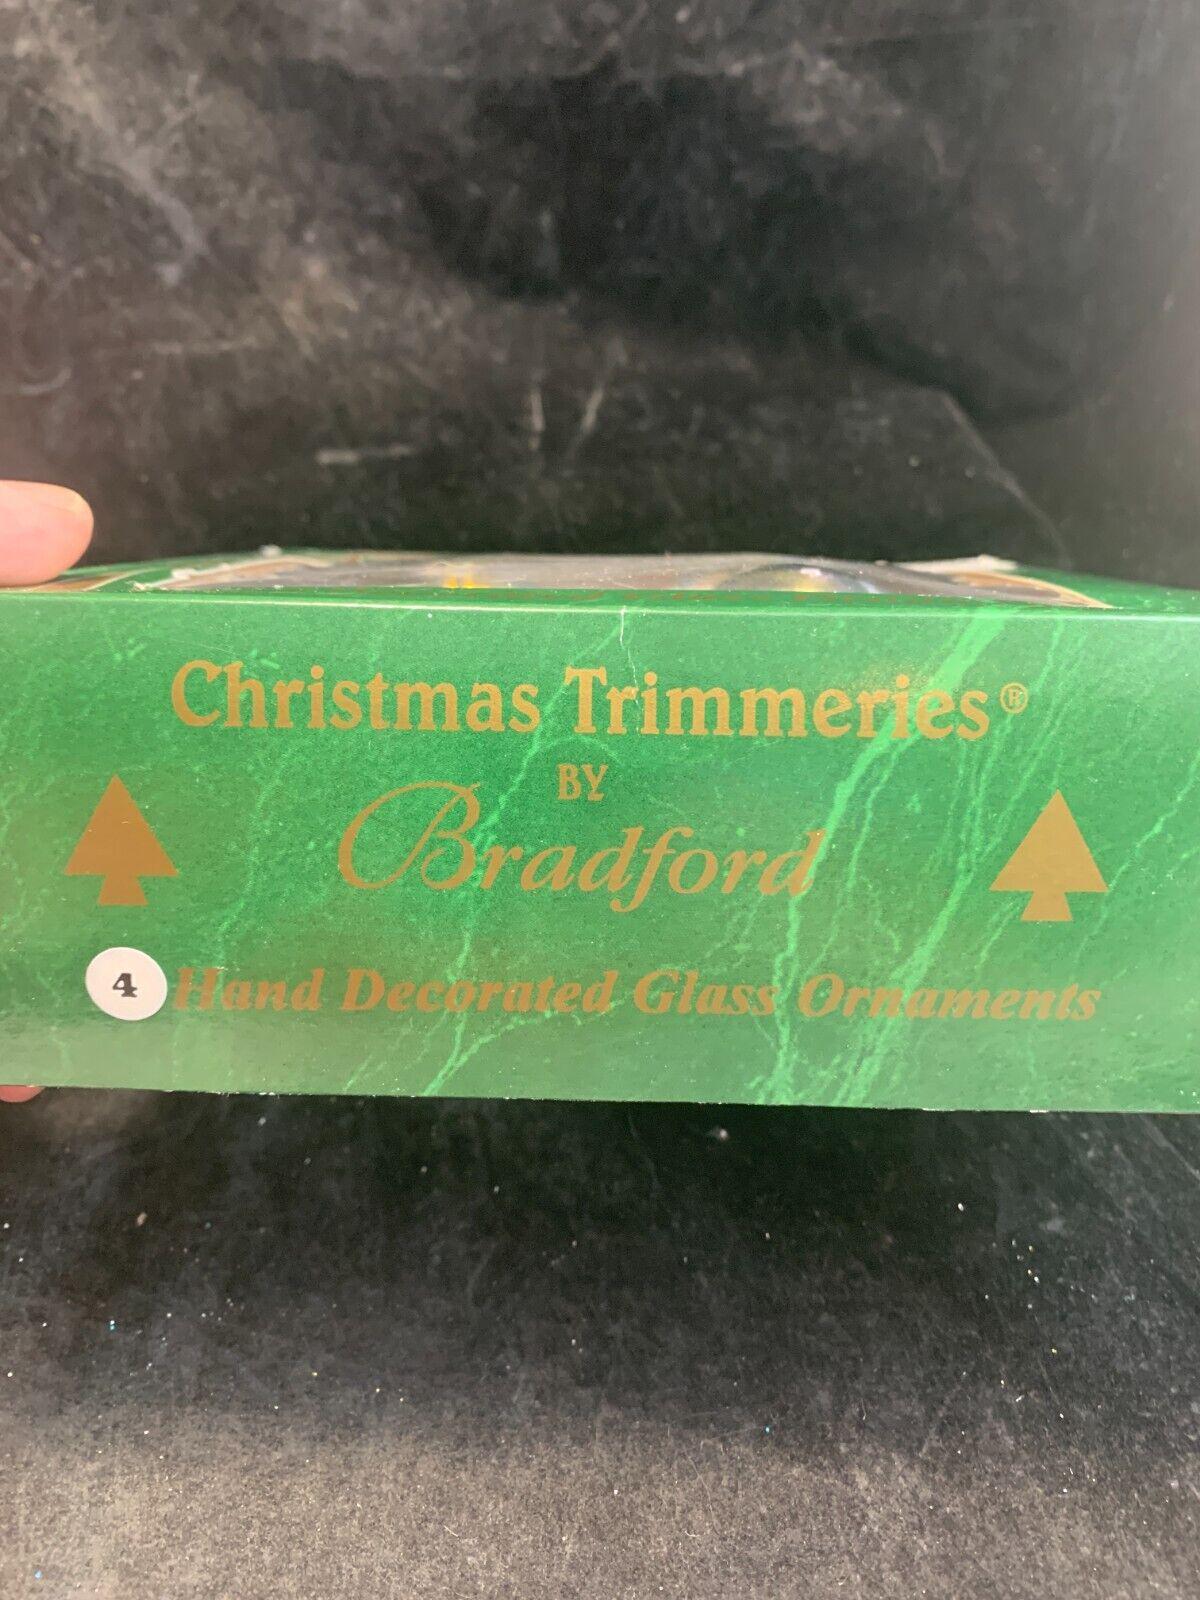 Christmas Trimmeries®
BY
Bradford
4 Hand Decorated Glass Ornaments